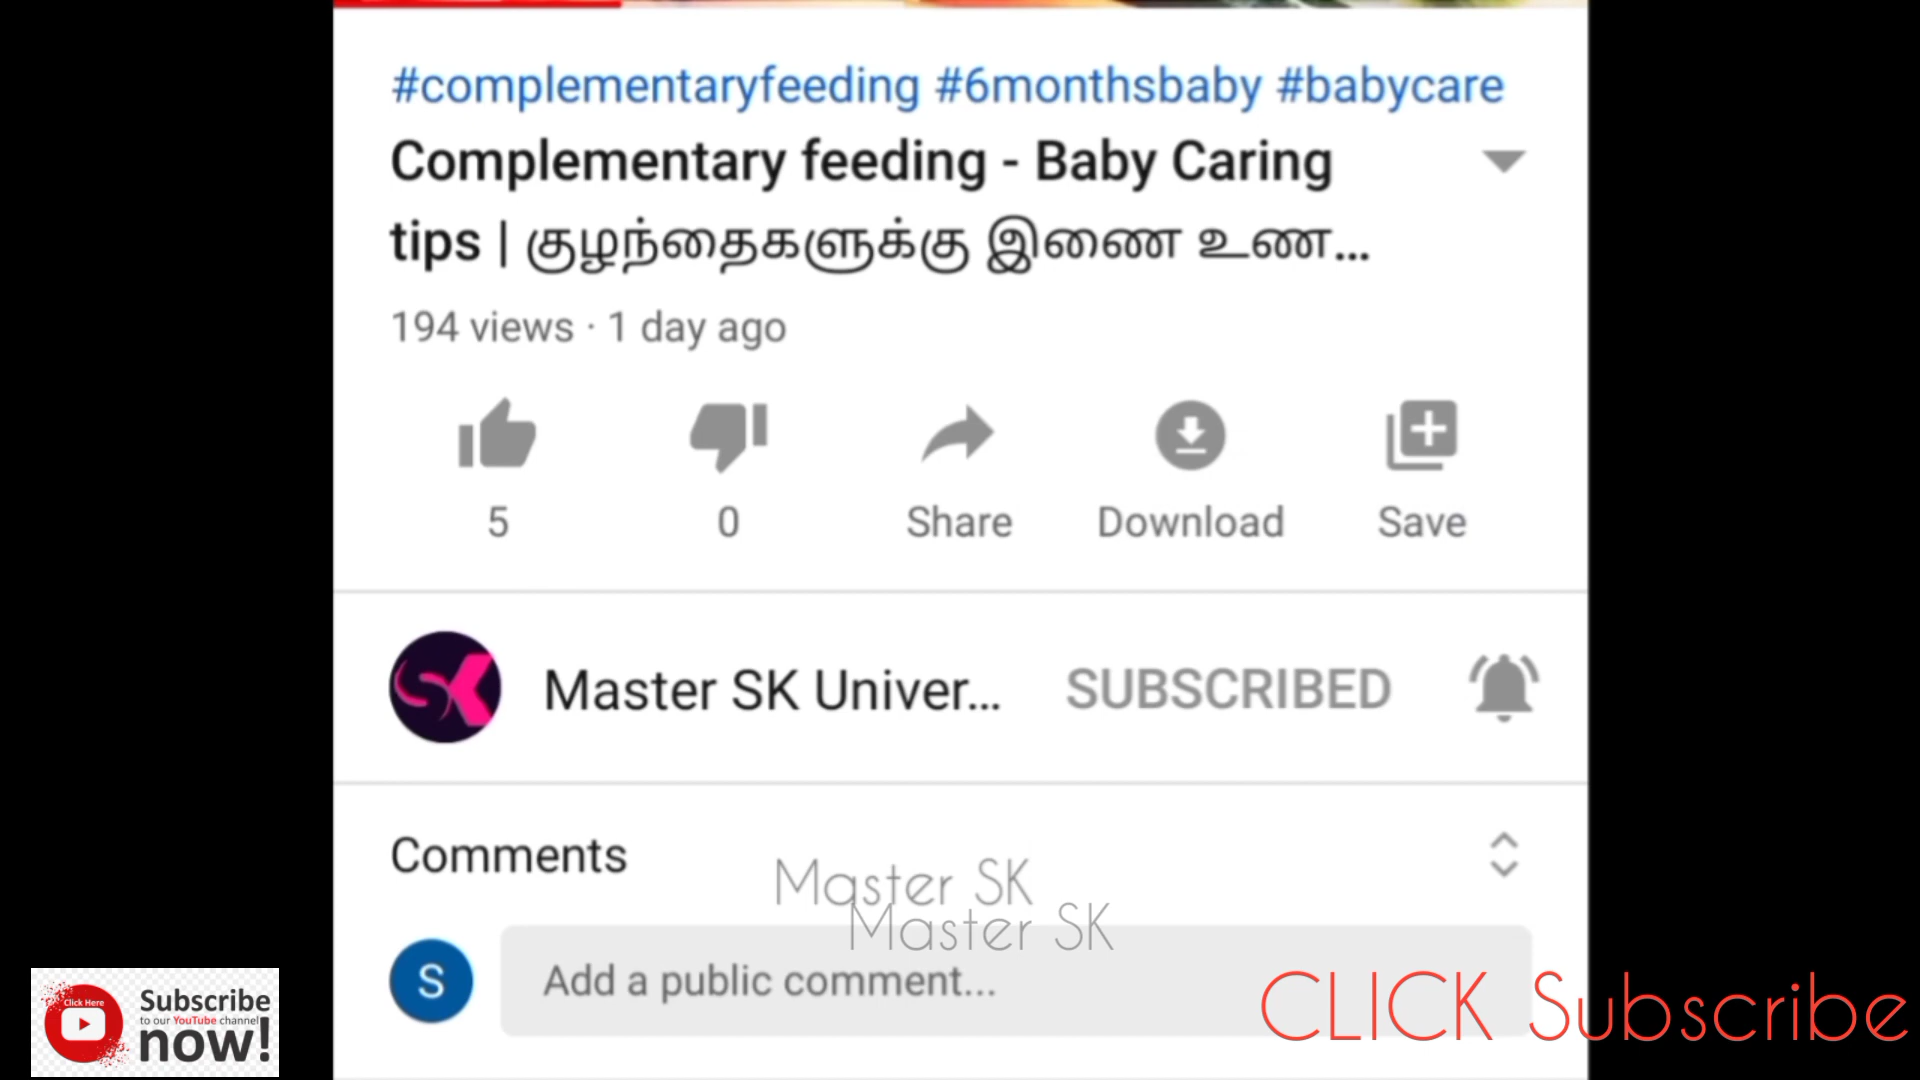 #complementaryfeeding #6monthsbaby #babycare
Complementary feeding - Baby Caring
tips | குழந்தைகளுக்கு இணை உண...
194 views · 1 day ago
5 0 Share Download Save
SK
Master SK Univer... SUBSCRIBED
Comments
Master SK
Master SK
S Add a public comment...
CLICK Subscribe
Click Here
Subscribe
to our YouTube channel
now!